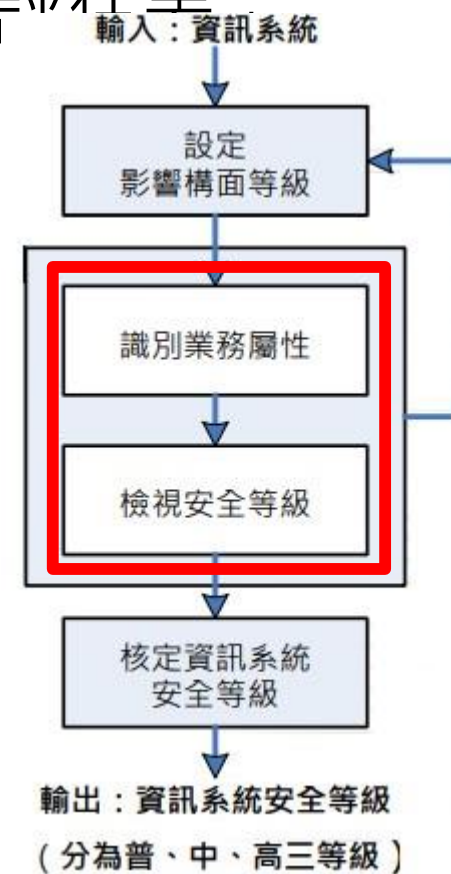 輸入：資訊系統
設定
影響構面等級
識別業務屬性
檢視安全等級
核定資訊系統
安全等級
輸出：資訊系統安全等級
（分為普、中、高三等級）